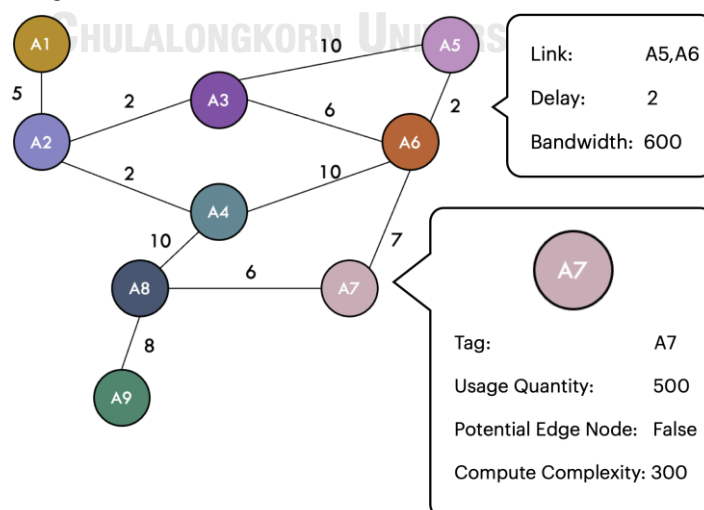 CHULALONGKORN UNIVERS
A1
10
A5
Link: A5,A6
5
2
A3
6
2
Delay: 2
A2
A6
Bandwidth: 600
2
10
A4
10
7
A8
6
A7
A7
8
Tag: A7
A9
Usage Quantity: 500
Potential Edge Node: False
Compute Complexity: 300